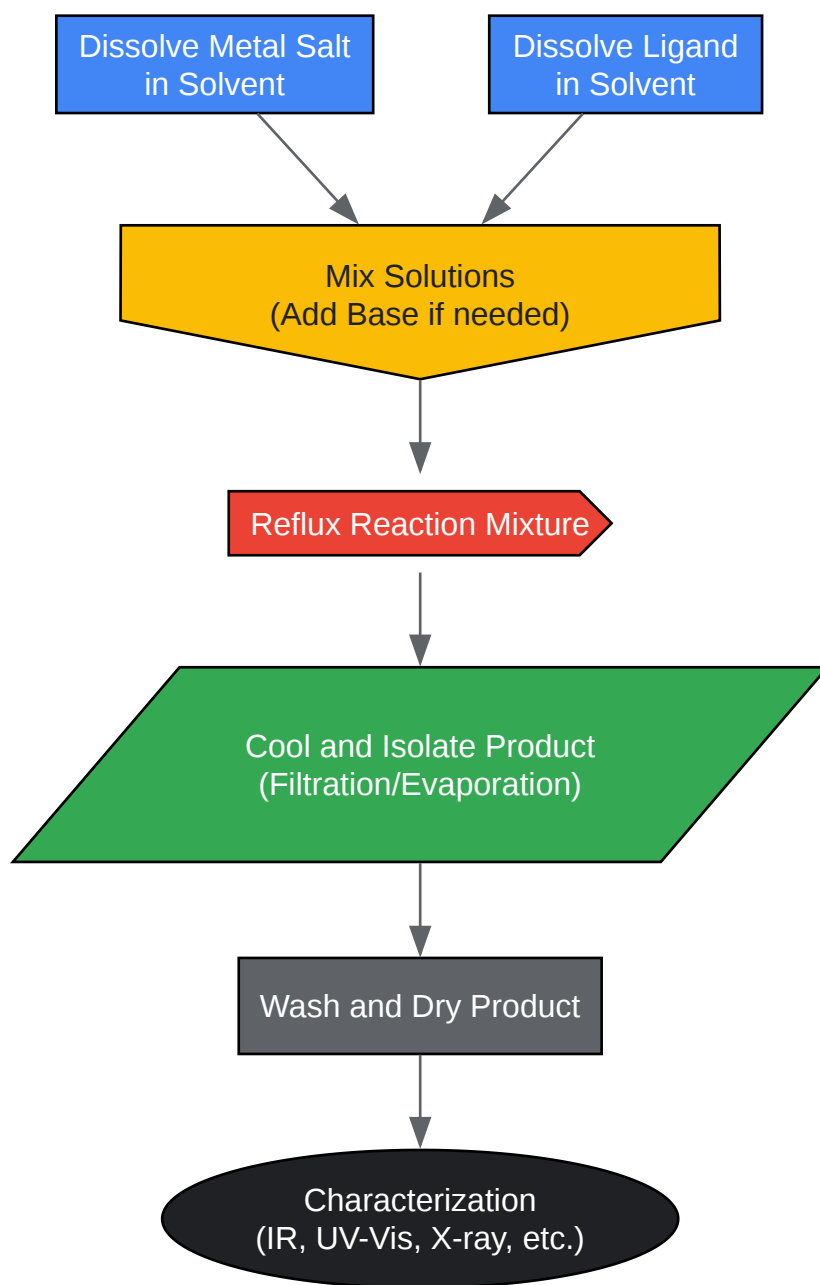 Dissolve Metal Salt
in Solvent
Dissolve Ligand
in Solvent
Mix Solutions
(Add Base if needed)
Reflux Reaction Mixture
Cool and Isolate Product
(Filtration/Evaporation)
Wash and Dry Product
Characterization
(IR, UV-Vis, X-ray, etc.)